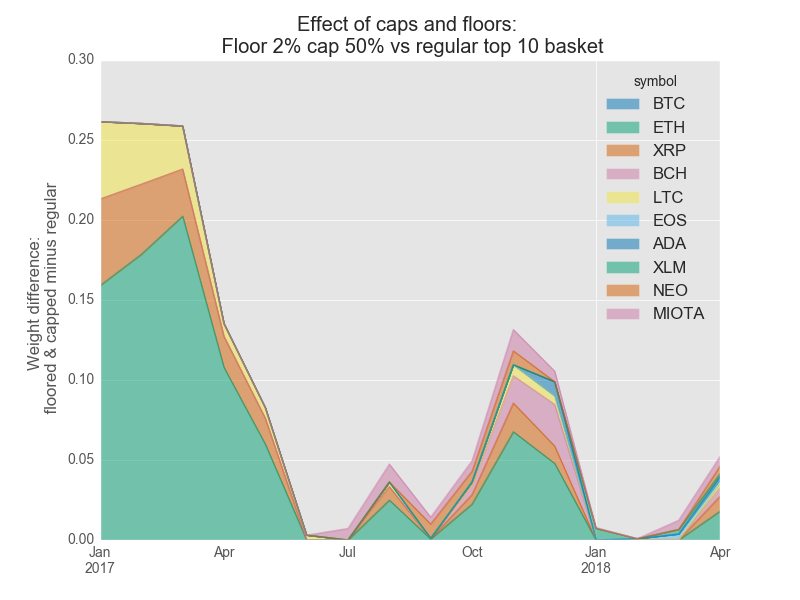 Effect of caps and floors:
Floor 2% cap 50% vs regular top 10 basket
Weight difference:
floored & capped minus regular
0.30
0.25
0.20
0.15
0.10
0.05
0.00
Jan
2017
Apr
Jul
Oct
Jan
2018
Apr
symbol
BTC
ETH
XRP
BCH
LTC
EOS
ADA
XLM
NEO
MIOTA